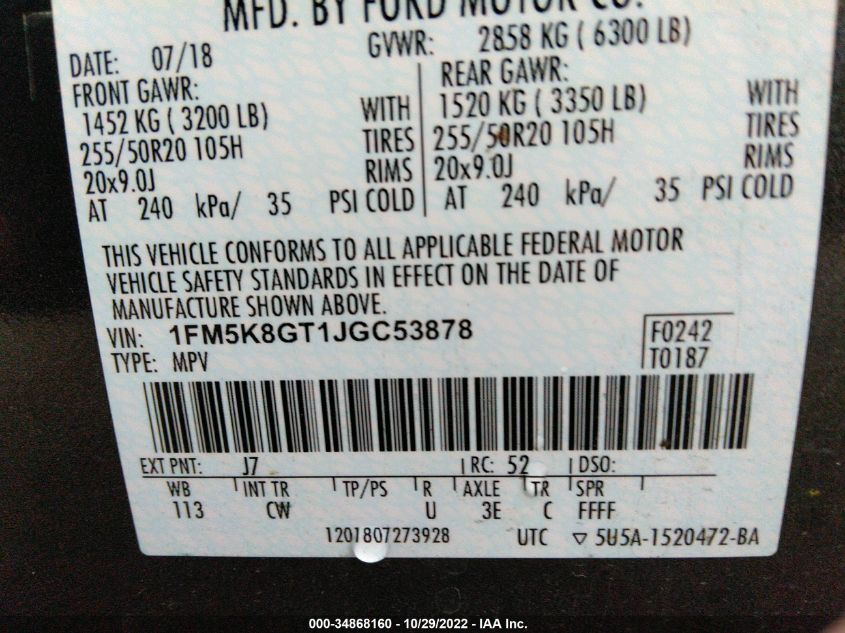 MFD. BY FORD MOTOR CO.
DATE: 07/18 GVWR: 2858 KG ( 6300 LB)
FRONT GAWR: REAR GAWR:
1452 KG ( 3200 LB) WITH 1520 KG ( 3350 LB) WITH
255/50R20 105H TIRES 255/50R20 105H TIRES
20x9.0J RIMS 20x9.0J RIMS
AT 240 kPa/ 35 PSI COLD AT 240 kPa/ 35 PSI COLD
THIS VEHICLE CONFORMS TO ALL APPLICABLE FEDERAL MOTOR
VEHICLE SAFETY STANDARDS IN EFFECT ON THE DATE OF
MANUFACTURE SHOWN ABOVE.
VIN: 1FM5K8GT1JGC53878 F0242
TYPE: MPV T0187
EXT PNT: J7 RC: 52 DSO:
WB INT TR TP/PS R AXLE TR SPR
113 CW U 3E C FFFF
1201807273928 UTC ▽ 5U5A-1520472-BA
000-34868160 - 10/29/2022 - IAA Inc.